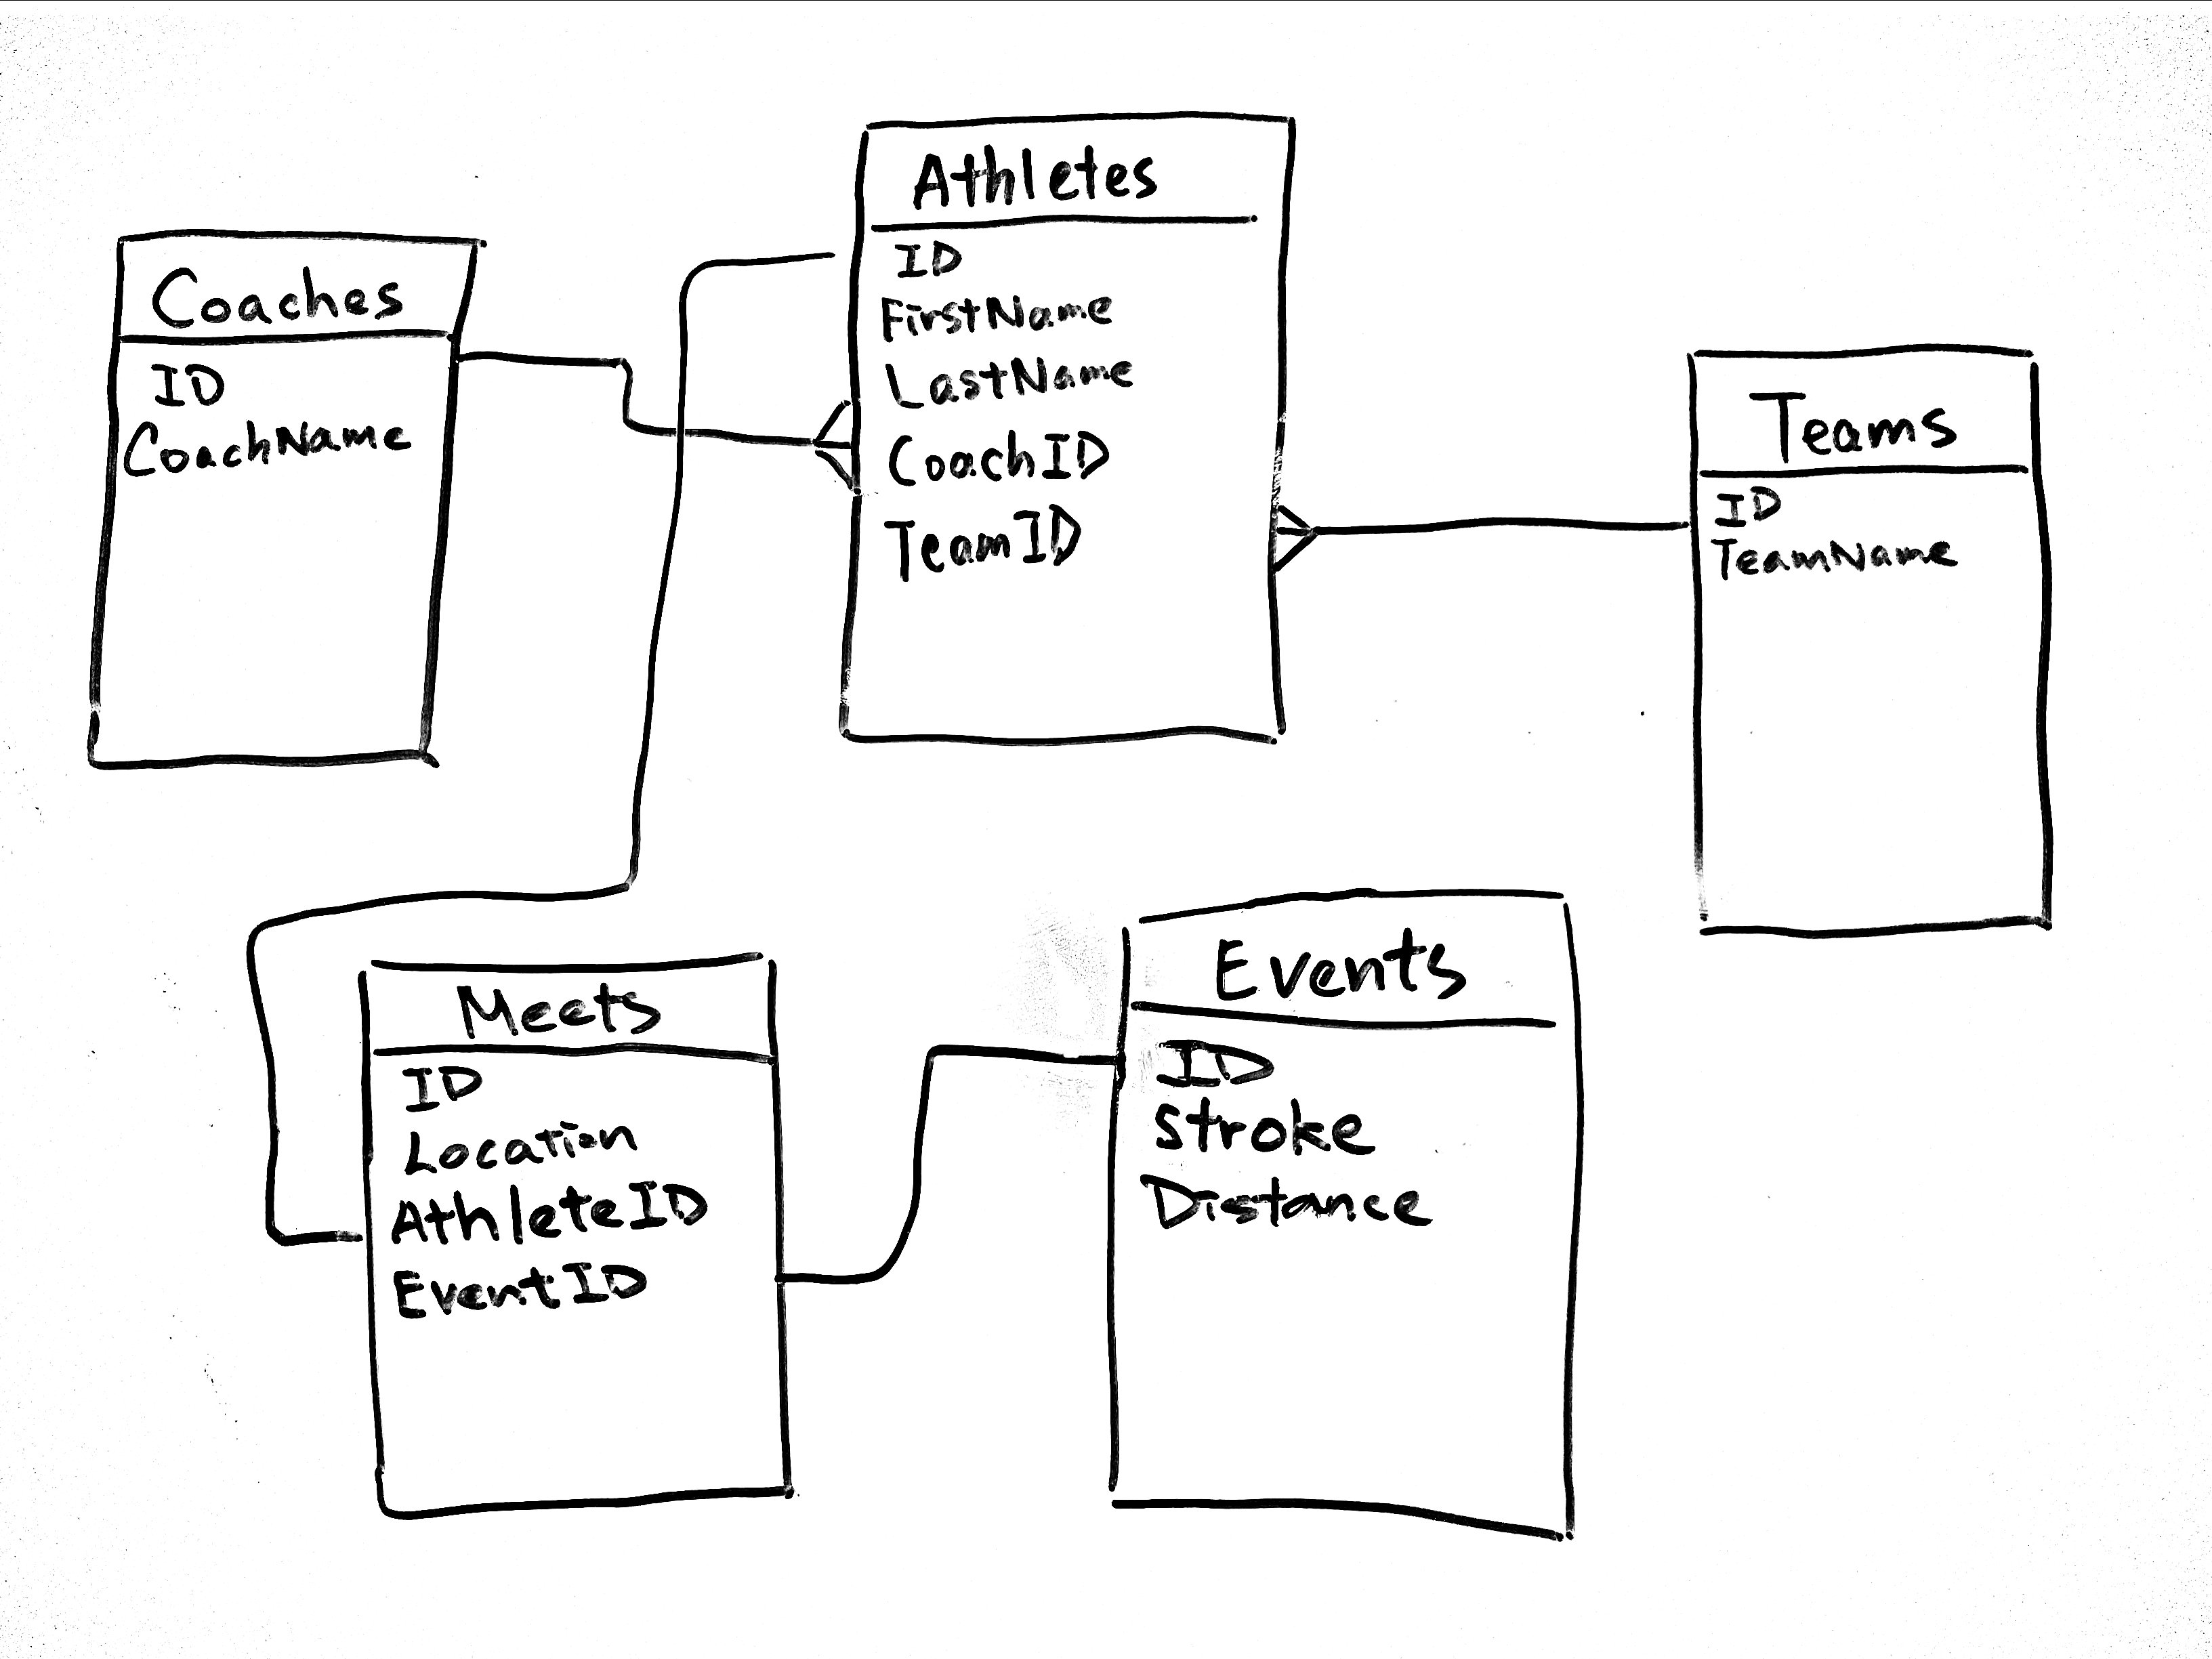 Coaches
ID
CoachName
Athletes
ID
FirstName
LastName
CoachID
TeamID
Teams
ID
TeamName
Meets
ID
Location
AthleteID
EventID
Events
ID
Stroke
Distance